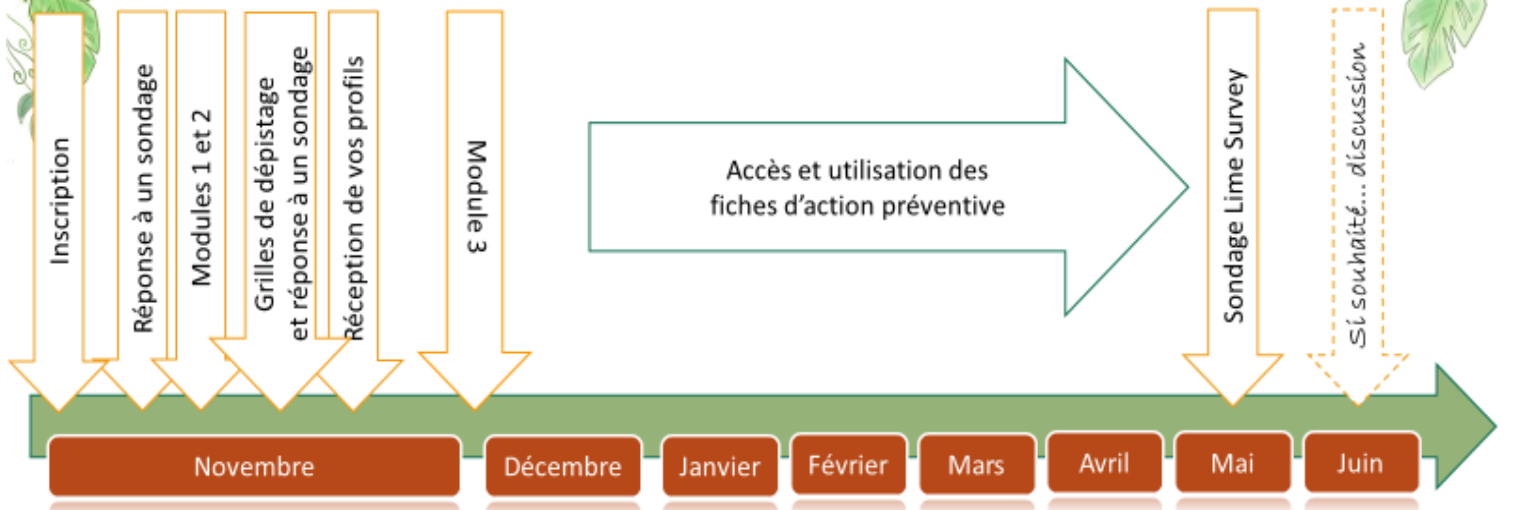 Inscription
Réponse à un sondage
Modules 1 et 2
Grilles de dépistage
et réponse à un sondage
Réception de vos profils
Module 3
Accès et utilisation des
fiches d'action préventive
Sondage Lime Survey
Si souhaité... discussion
Novembre
Décembre
Janvier
Février
Mars
Avril
Mai
Juin